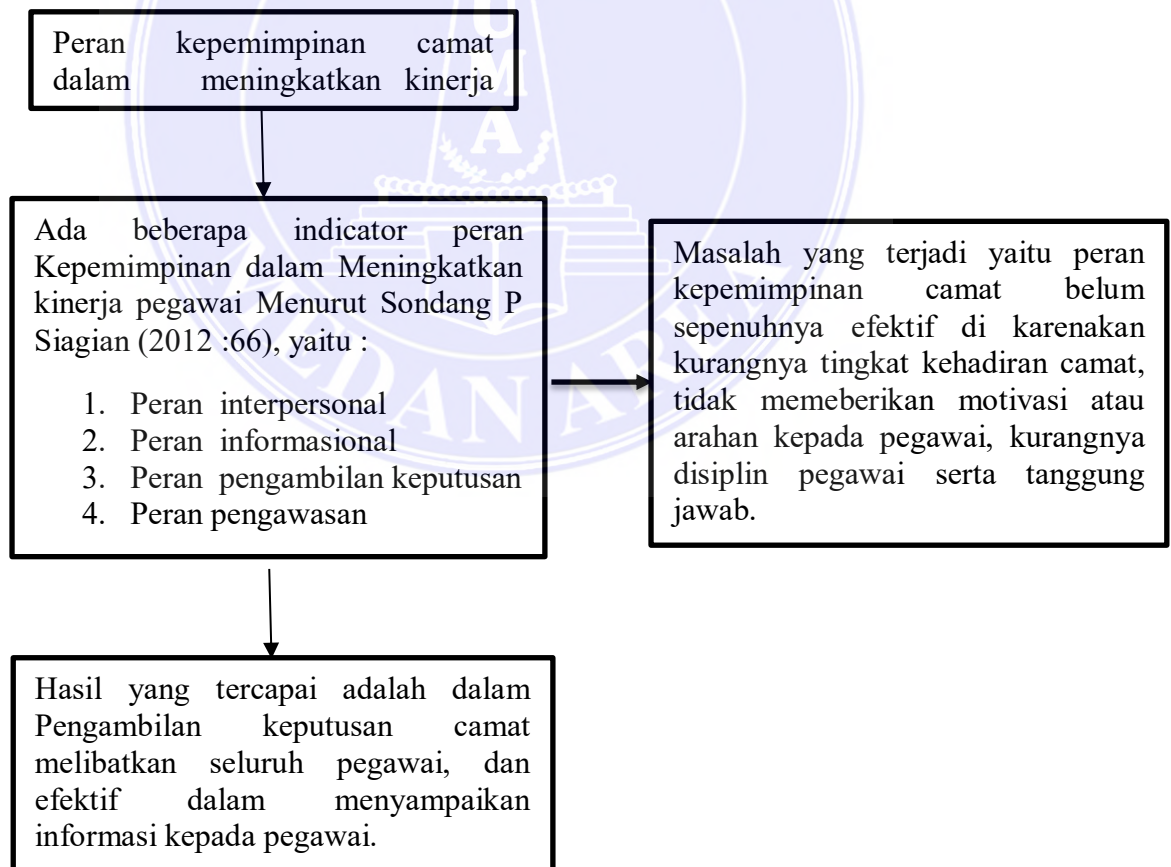 Peran kepemimpinan camat
dalam meningkatkan kinerja
Ada beberapa indicator peran
Kepemimpinan dalam Meningkatkan
kinerja pegawai Menurut Sondang P
Siagian (2012 :66), yaitu :
1. Peran interpersonal
2. Peran informasional
3. Peran pengambilan keputusan
4. Peran pengawasan
Masalah yang terjadi yaitu peran
kepemimpinan camat belum
sepenuhnya efektif di karenakan
kurangnya tingkat kehadiran camat,
tidak memeberikan motivasi atau
arahan kepada pegawai, kurangnya
disiplin pegawai serta tanggung
jawab.
Hasil yang tercapai adalah dalam
Pengambilan keputusan camat
melibatkan seluruh pegawai, dan
efektif dalam menyampaikan
informasi kepada pegawai.
U
M
A
MEDAN AREA